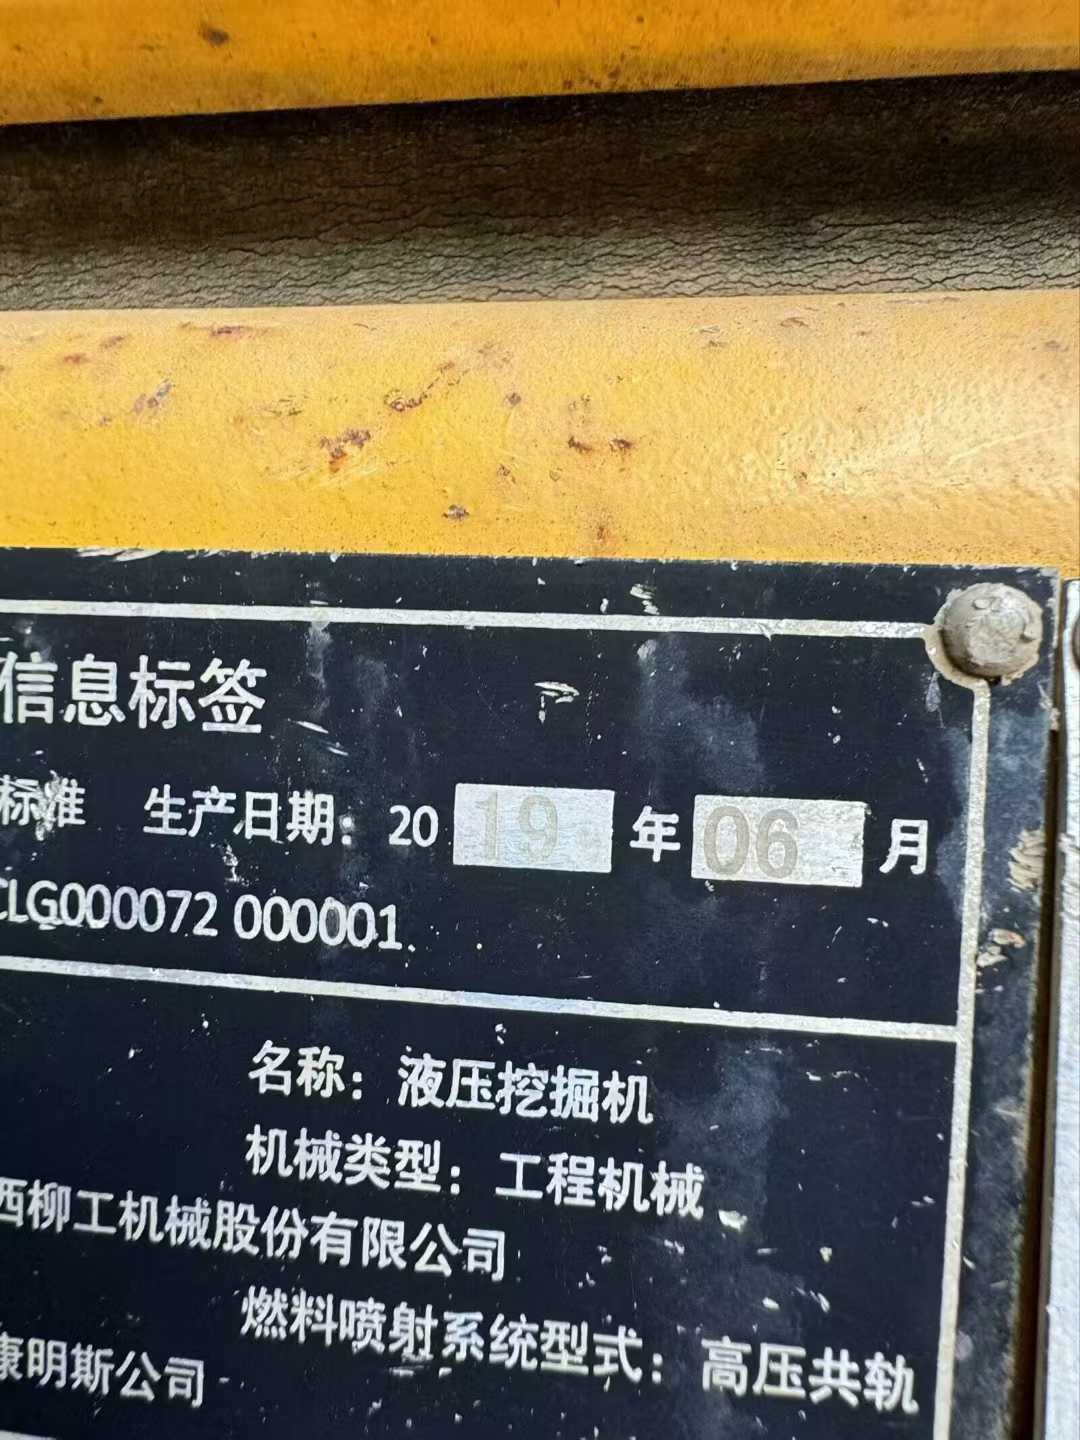 信息标签
标准 生产日期：2019年06月
CLG000072 000001
名称：液压挖掘机
机械类型：工程机械
西柳工机械股份有限公司
燃料喷射系统型式：高压共轨
康明斯公司